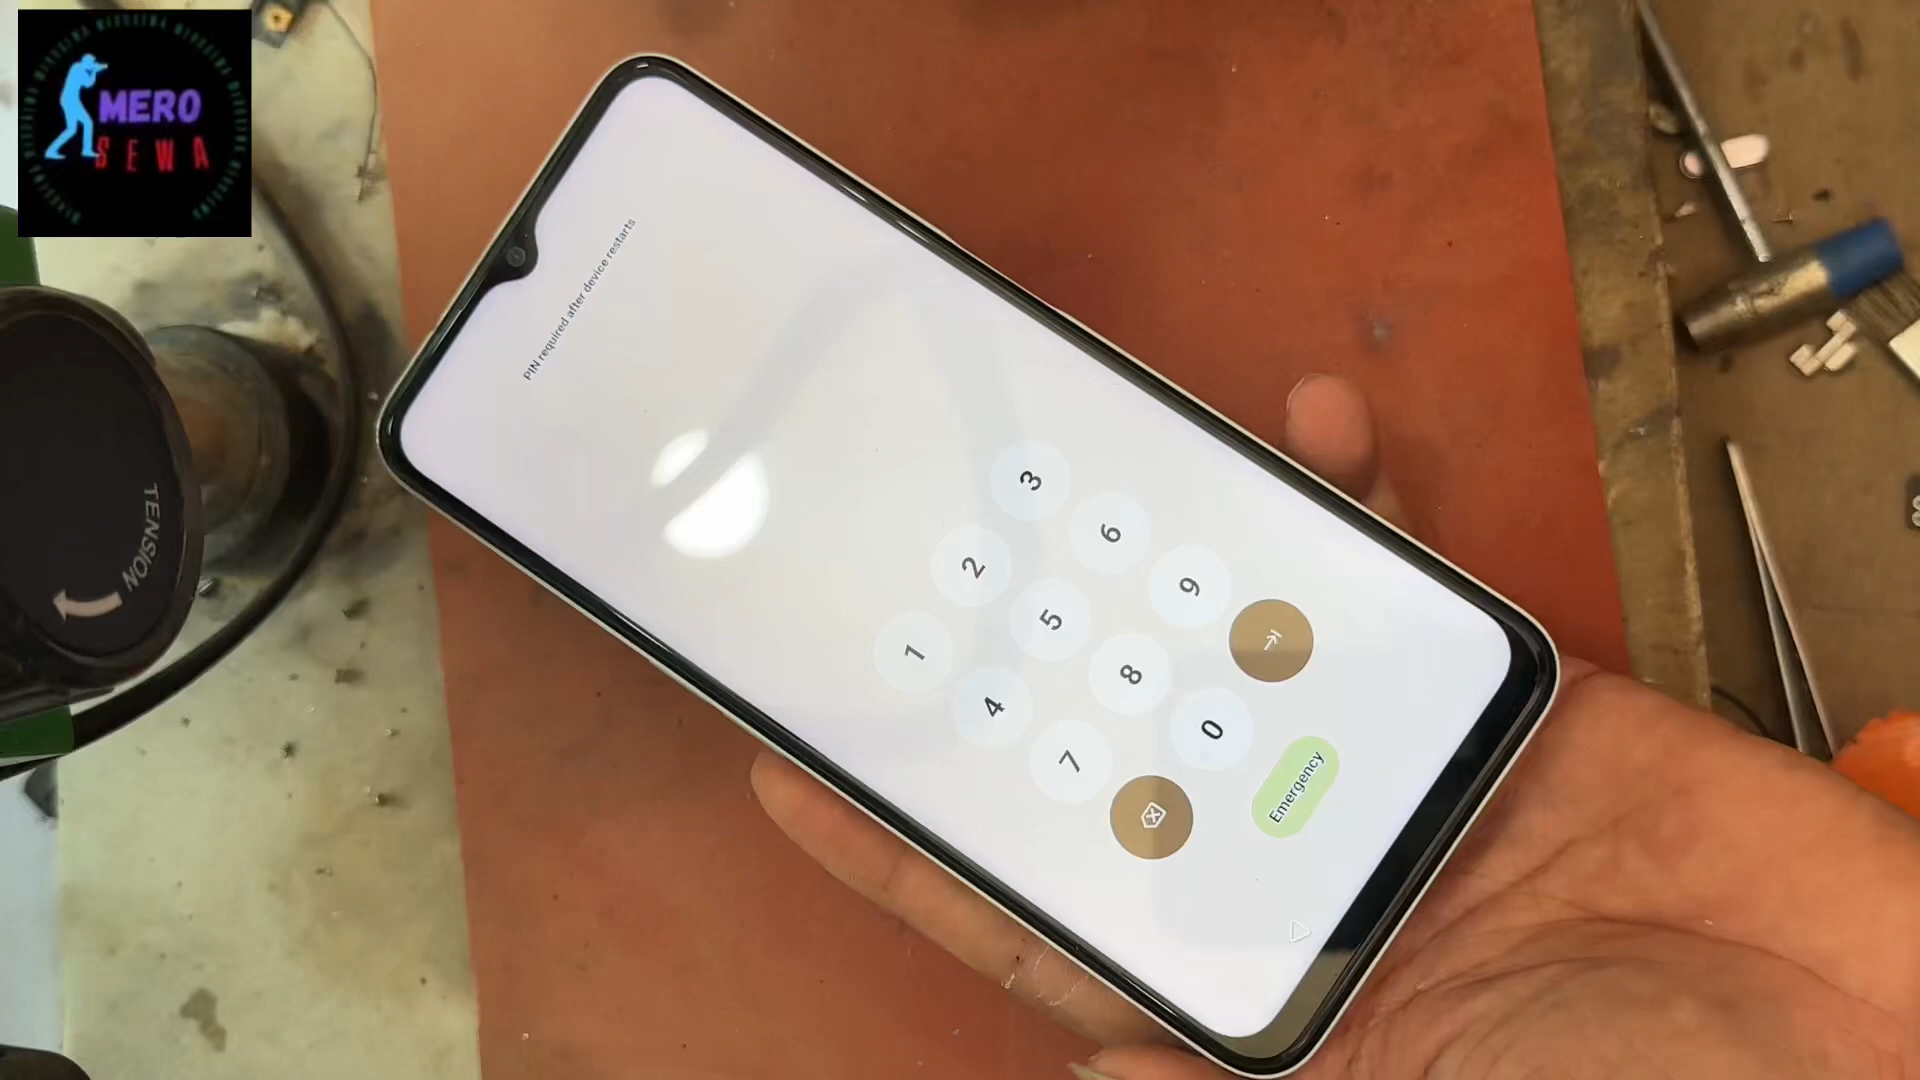 MERO
SEWA
PIN required after device restarts
1 2 3
4 5 6
7 8 9
0
Emergency
TENSION